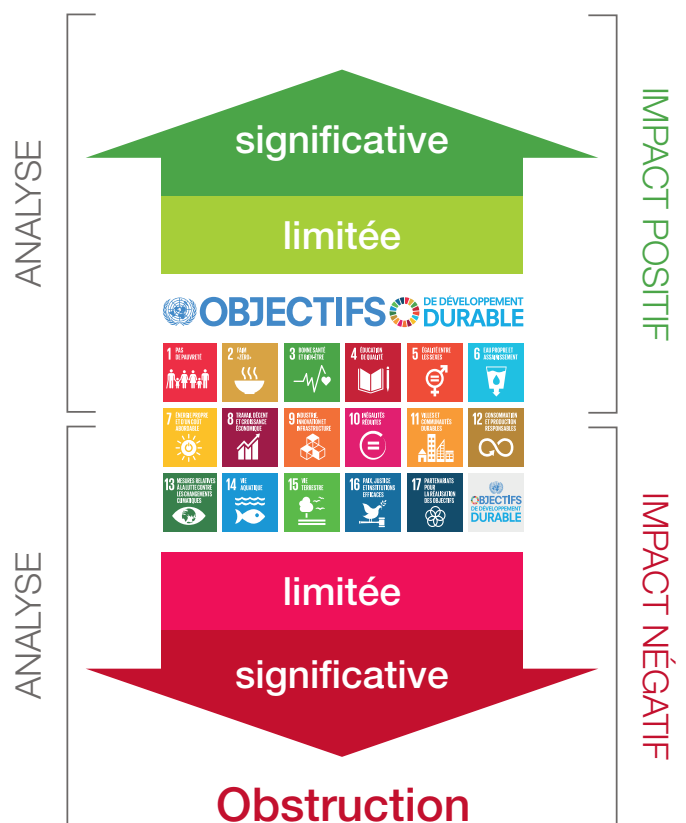 ANALYSE
IMPACT POSITIF
significative
limitée
OBJECTIFS
DE DÉVELOPPEMENT
DURABLE
1 PAS
DE PAUVRETÉ
2 FAIM
«ZÉRO»
3 BONNE SANTÉ
ET BIEN-ÊTRE
4 ÉDUCATION
DE QUALITÉ
5 ÉGALITÉ ENTRE
LES SEXES
6 EAU PROPRE ET
ASSAINISSEMENT
7 ÉNERGIE PROPRE
ET D'UN COÛT
ABORDABLE
8 TRAVAIL DÉCENT
ET CROISSANCE
ÉCONOMIQUE
9 INDUSTRIE,
INNOVATION ET
INFRASTRUCTURE
10 INÉGALITÉS
RÉDUITES
11 VILLES ET
COMMUNAUTÉS
DURABLES
12 CONSOMMATION
ET PRODUCTION
RESPONSABLES
13 MESURES RELATIVES
À LA LUTTE CONTRE
LES CHANGEMENTS
CLIMATIQUES
14 VIE
AQUATIQUE
15 VIE
TERRESTRE
16 PAIX, JUSTICE
ET INSTITUTIONS
EFFICACES
17 PARTENARIATS
POUR
LA RÉALISATION
DES OBJECTIFS
OBJECTIFS
DE DÉVELOPPEMENT
DURABLE
ANALYSE
IMPACT NÉGATIF
limitée
significative
Obstruction